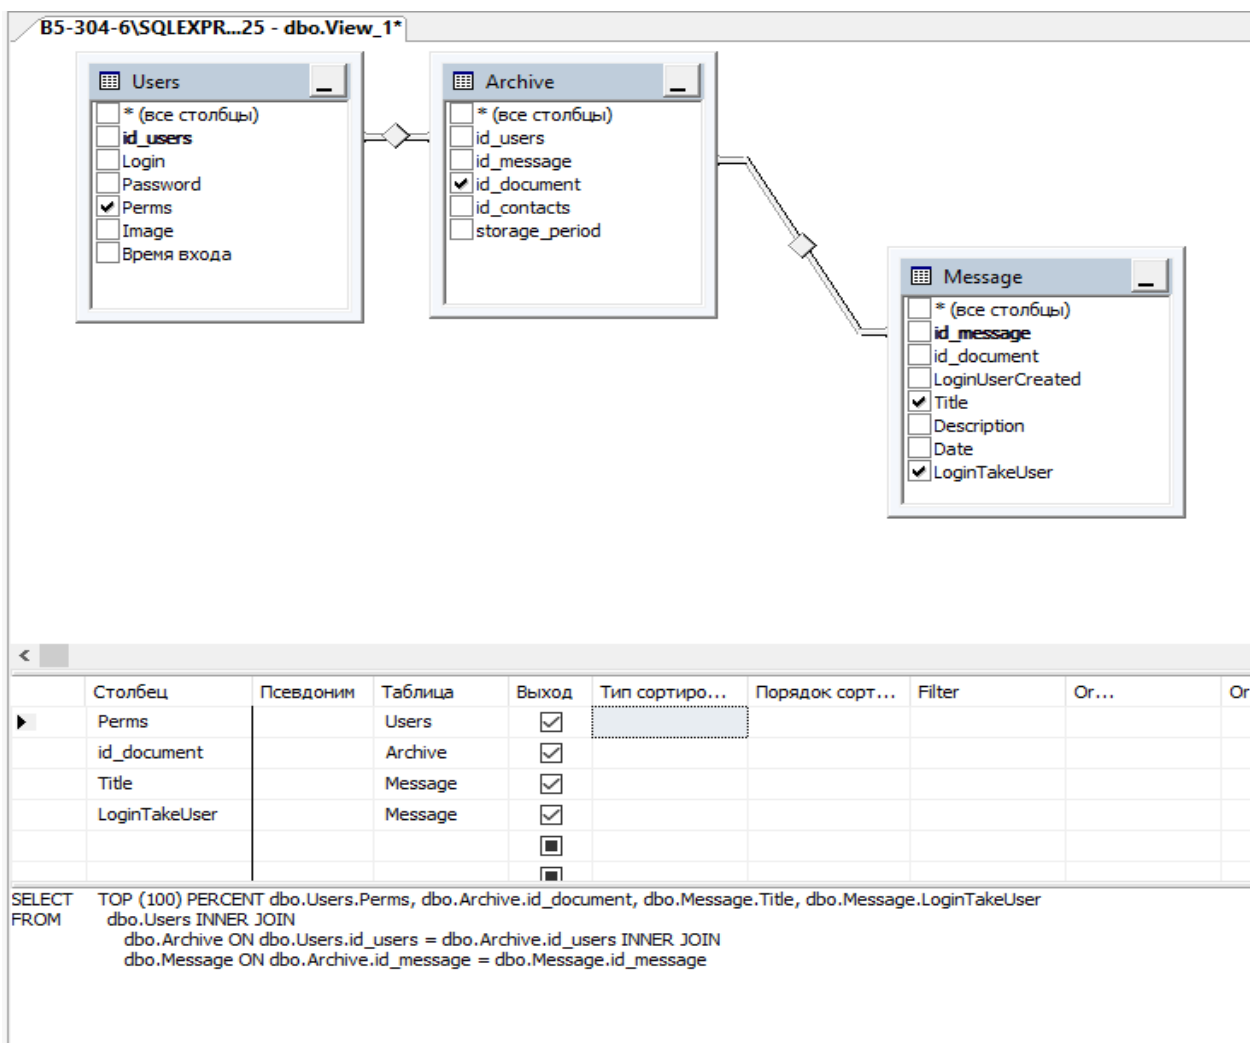 B5-304-6\SQLEXPR...25 - dbo.View_1*
Users
* (все столбцы)
id_users
Login
Password
Perms
Image
Время входа
Archive
* (все столбцы)
id_users
id_message
id_document
id_contacts
storage_period
Message
* (все столбцы)
id_message
id_document
LoginUserCreated
Title
Description
Date
LoginTakeUser
Столбец Псевдоним Таблица Выход Тип сортиро... Порядок сорт... Filter Or... Or
Perms Users
id_document Archive
Title Message
LoginTakeUser Message
SELECT TOP (100) PERCENT dbo.Users.Perms, dbo.Archive.id_document, dbo.Message.Title, dbo.Message.LoginTakeUser
FROM dbo.Users INNER JOIN
dbo.Archive ON dbo.Users.id_users = dbo.Archive.id_users INNER JOIN
dbo.Message ON dbo.Archive.id_message = dbo.Message.id_message